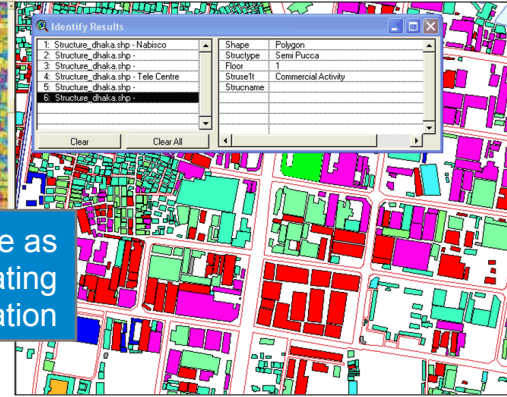 Identify Results
1: Structure_dhaka.shp - Nabisco
2: Structure_dhaka.shp -
3: Structure_dhaka.shp -
4: Structure_dhaka.shp - Tele Centre
5: Structure_dhaka.shp -
6: Structure_dhaka.shp -
Clear Clear All
Shape Polygon
Structype Semi Pucca
Floor 1
Struse1t Commercial Activity
Strucname
e as
ating
ation